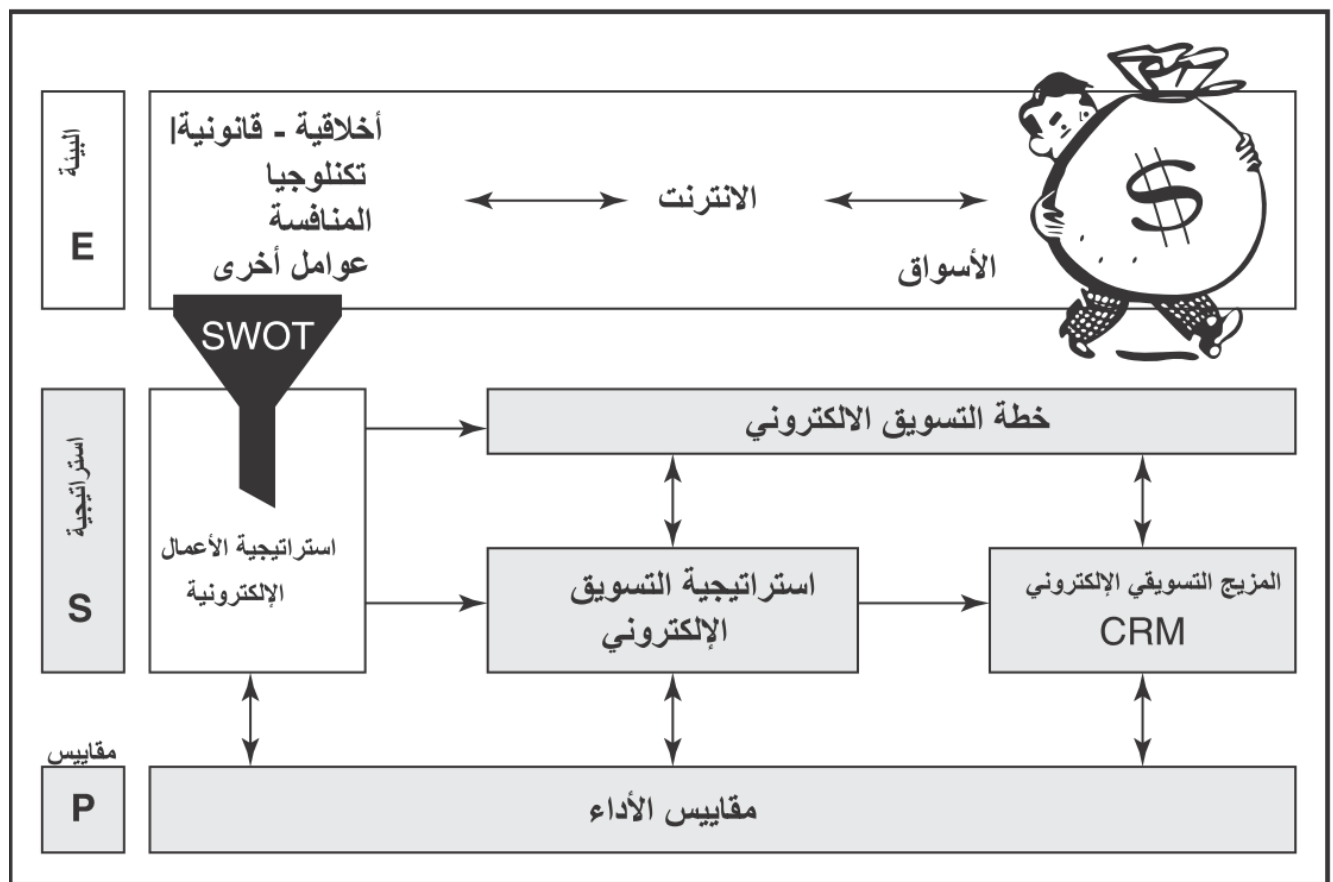 البيئة
E
أخلاقية - قانونية|
تكنلوجيا
المنافسة
عوامل أخرى
الانترنت
الأسواق
$
SWOT
استراتيجية
S
استراتيجية الأعمال
الإلكترونية
خطة التسويق الالكتروني
استراتيجية التسويق
الإلكتروني
المزيج التسويقي الإلكتروني
CRM
مقاييس
P
مقاييس الأداء